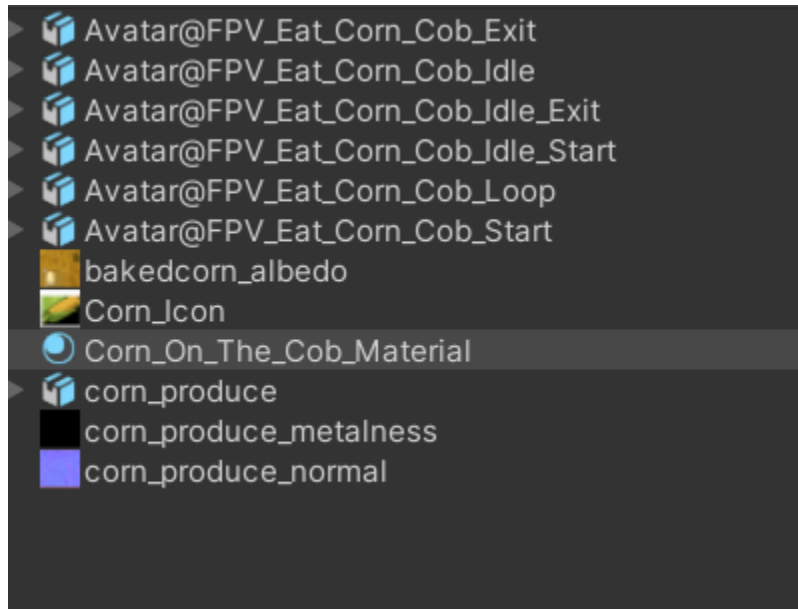 Avatar@FPV_Eat_Corn_Cob_Exit
Avatar@FPV_Eat_Corn_Cob_Idle
Avatar@FPV_Eat_Corn_Cob_Idle_Exit
Avatar@FPV_Eat_Corn_Cob_Idle_Start
Avatar@FPV_Eat_Corn_Cob_Loop
Avatar@FPV_Eat_Corn_Cob_Start
bakedcorn_albedo
Corn_Icon
Corn_On_The_Cob_Material
corn_produce
corn_produce_metalness
corn_produce_normal